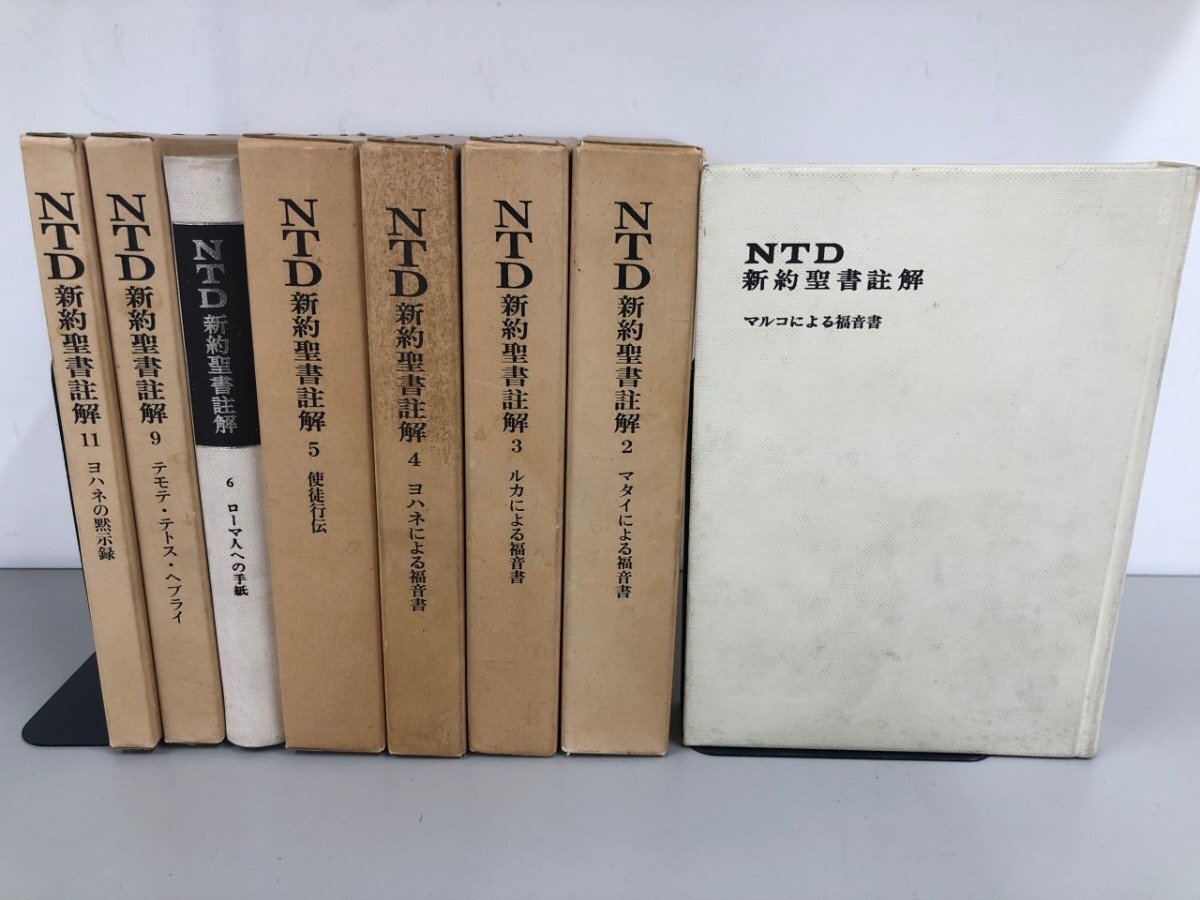 NTD 新約聖書註解 11 ヨハネの黙示録
NTD 新約聖書註解 9 テモテ・テトス・ヘブライ
NTD 新約聖書註解 6 ローマ人への手紙
NTD 新約聖書註解 5 使徒行伝
NTD 新約聖書註解 4 ヨハネによる福音書
NTD 新約聖書註解 3 ルカによる福音書
NTD 新約聖書註解 2 マタイによる福音書
NTD
新約聖書註解
マルコによる福音書